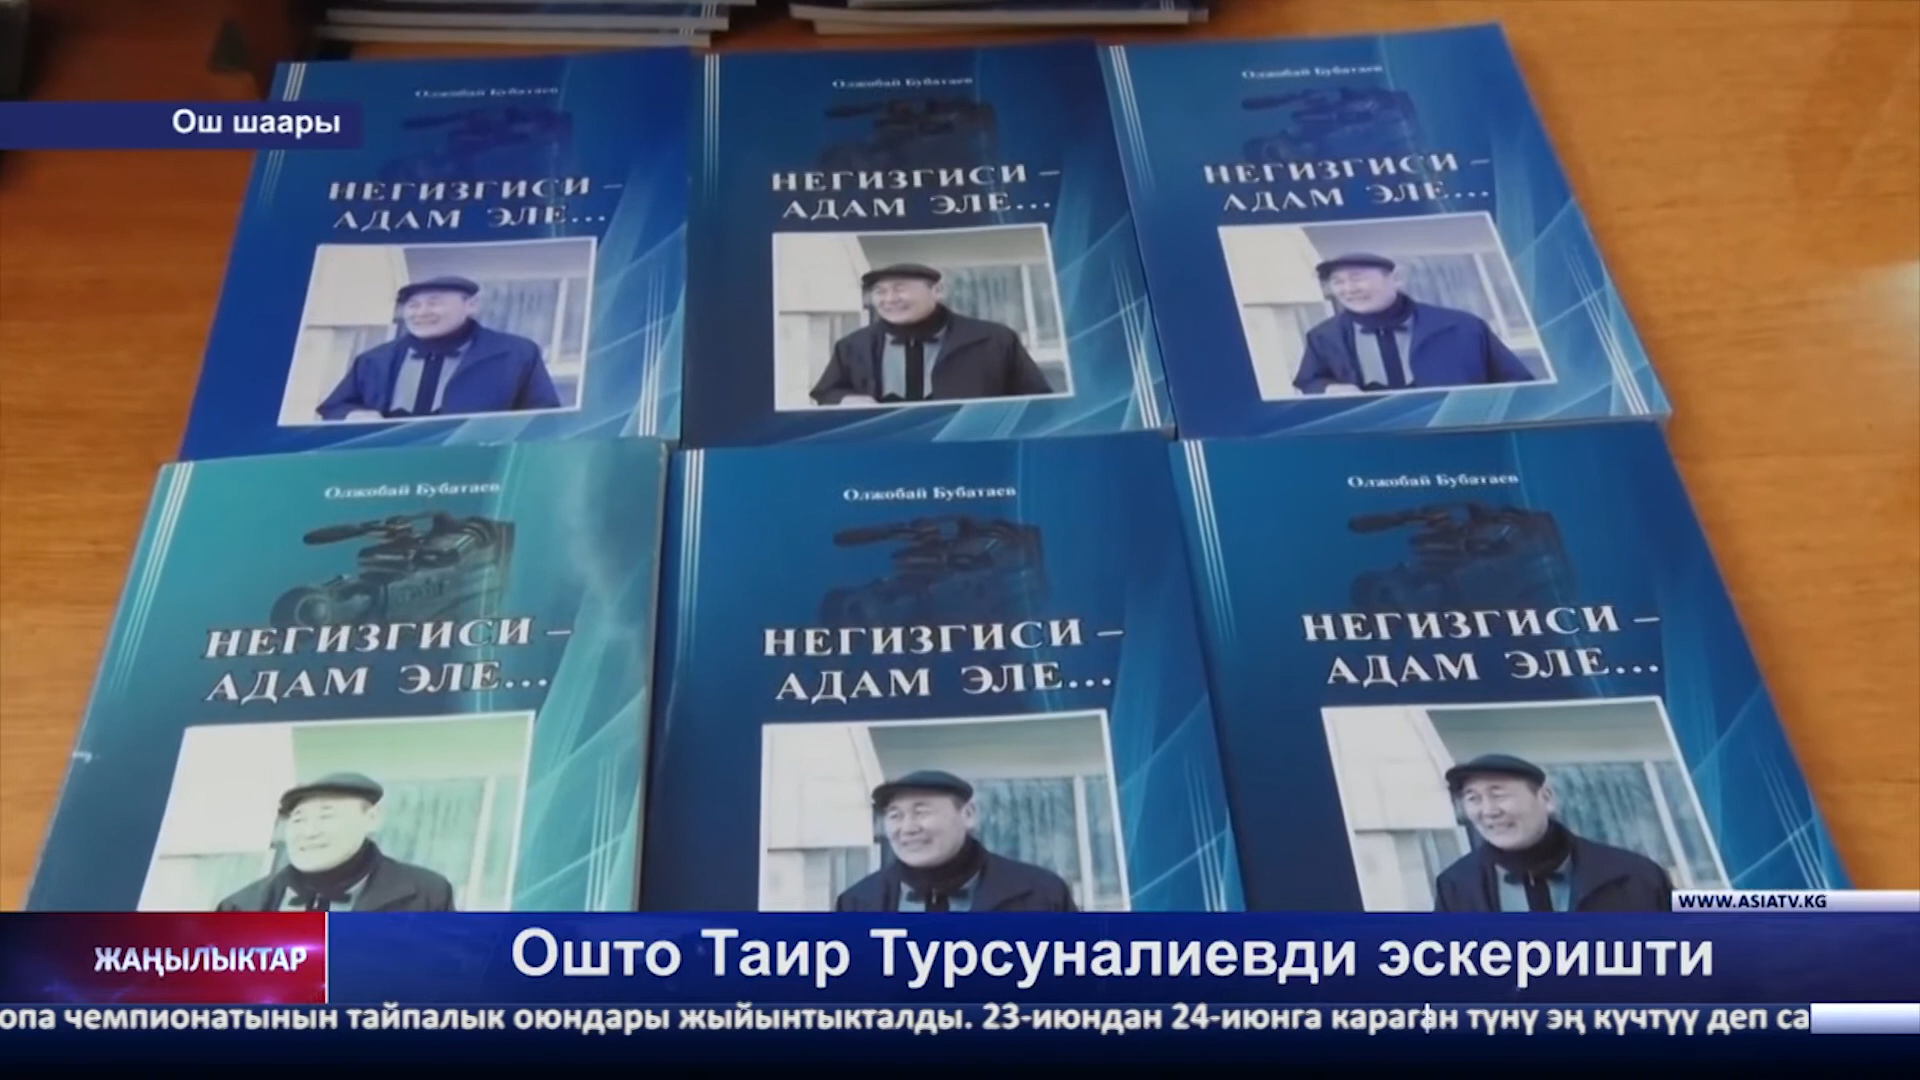 Ош шаары
Олжобай Бубатаев
НЕГИЗГИСИ –
АДАМ ЭЛЕ...
Олжобай Бубатаев
НЕГИЗГИСИ –
АДАМ ЭЛЕ...
Олжобай Бубатаев
НЕГИЗГИСИ –
АДАМ ЭЛЕ...
Олжобай Бубатаев
НЕГИЗГИСИ –
АДАМ ЭЛЕ...
Олжобай Бубатаев
НЕГИЗГИСИ –
АДАМ ЭЛЕ...
Олжобай Бубатаев
НЕГИЗГИСИ –
АДАМ ЭЛЕ...
WWW.ASIATV.KG
ЖАҢЫЛЫКТАР
Ошто Таир Турсуналиевди эскеришти
опа чемпионатынын тайпалык оюндары жыйынтыкталды. 23-июндан 24-июнга караган түнү эң күчтүү деп са